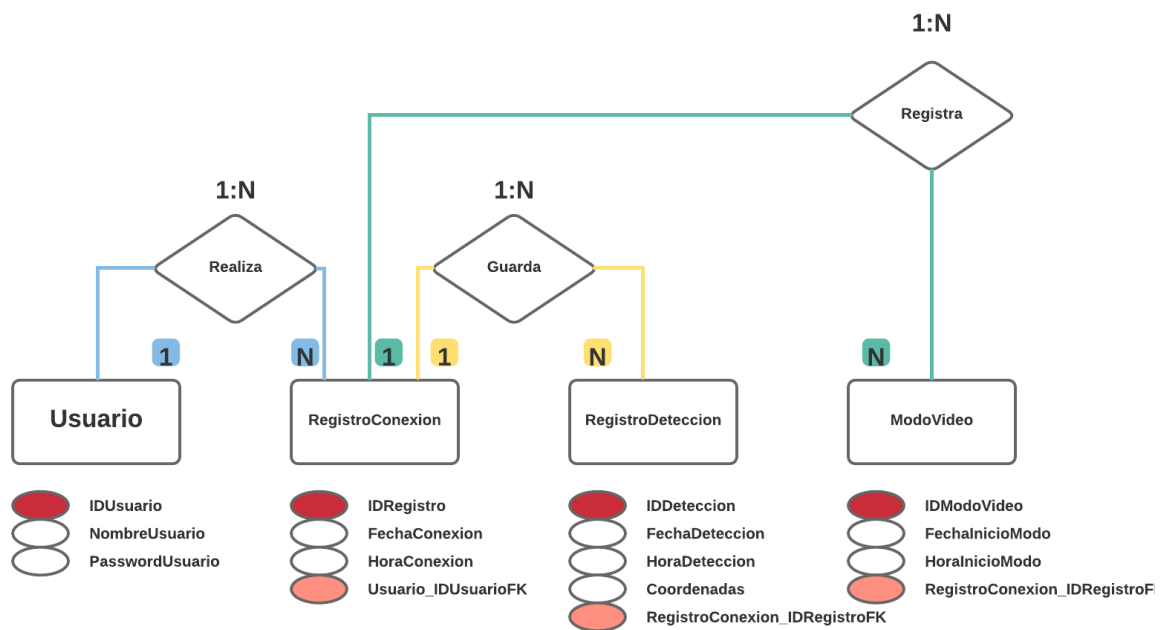 1:N
Registra
1:N
1:N
Realiza
Guarda
1
N
1
1
N
N
Usuario
RegistroConexion
RegistroDeteccion
ModoVideo
IDUsuario
NombreUsuario
PasswordUsuario
IDRegistro
FechaConexion
HoraConexion
Usuario_IDUsuarioFK
IDDeteccion
FechaDeteccion
HoraDeteccion
Coordenadas
RegistroConexion_IDRegistroFK
IDModoVideo
FechaInicioModo
HoraInicioModo
RegistroConexion_IDRegistroF